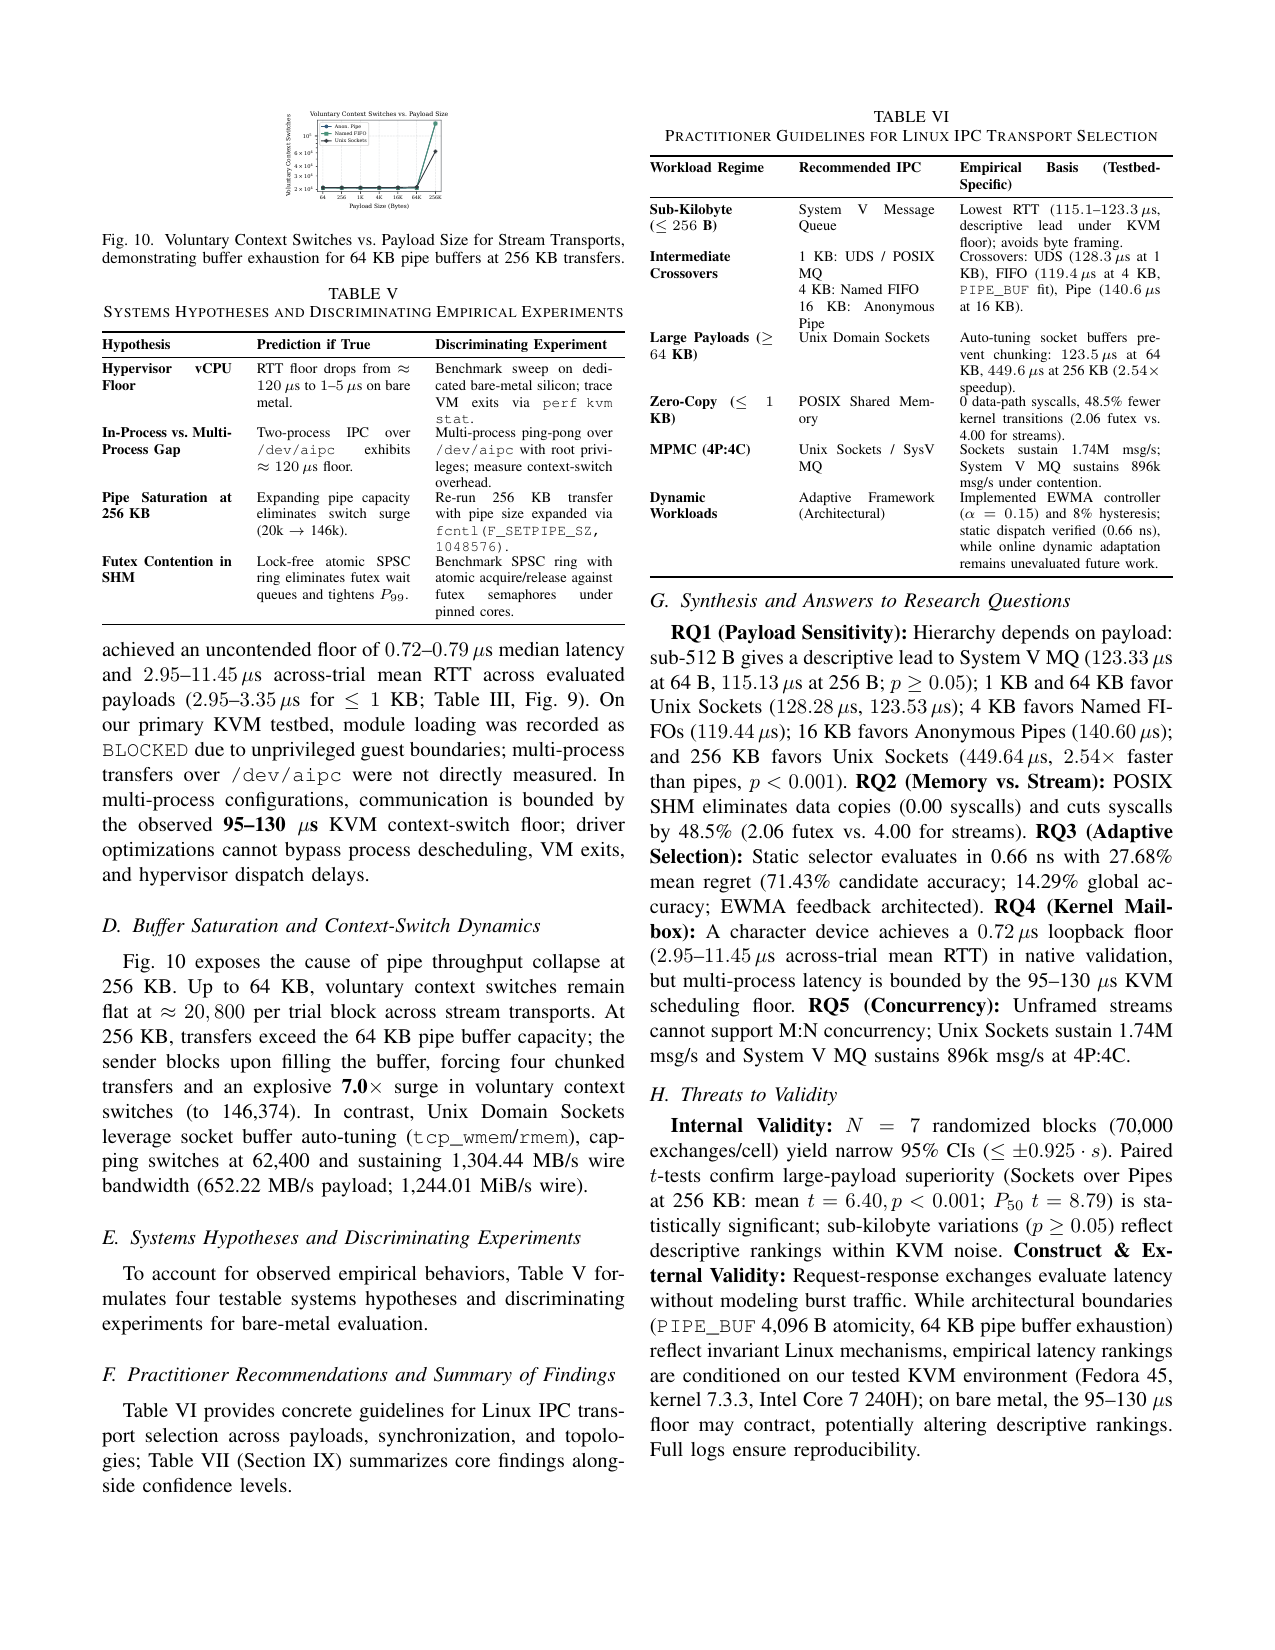 Voluntary Context Switches vs. Payload Size
Voluntary Context Switches
Anon. Pipe
Named FIFO
Unix Sockets
10⁵
6 × 10⁴
4 × 10⁴
3 × 10⁴
2 × 10⁴
64 256 1K 4K 16K 64K 256K
Payload Size (Bytes)
Fig. 10. Voluntary Context Switches vs. Payload Size for Stream Transports,
demonstrating buffer exhaustion for 64 KB pipe buffers at 256 KB transfers.
TABLE V
SYSTEMS HYPOTHESES AND DISCRIMINATING EMPIRICAL EXPERIMENTS
Hypothesis Prediction if True Discriminating Experiment
Hypervisor vCPU
Floor
RTT floor drops from ≈
120 μs to 1–5 μs on bare
metal.
Benchmark sweep on dedi-
cated bare-metal silicon; trace
VM exits via perf kvm
stat.
In-Process vs. Multi-
Process Gap
Two-process IPC over
/dev/aipc exhibits
≈ 120 μs floor.
Multi-process ping-pong over
/dev/aipc with root privi-
leges; measure context-switch
overhead.
Pipe Saturation at
256 KB
Expanding pipe capacity
eliminates switch surge
(20k → 146k).
Re-run 256 KB transfer
with pipe size expanded via
fcntl(F_SETPIPE_SZ,
1048576).
Futex Contention in
SHM
Lock-free atomic SPSC
ring eliminates futex wait
queues and tightens P₉₉.
Benchmark SPSC ring with
atomic acquire/release against
futex semaphores under
pinned cores.
achieved an uncontended floor of 0.72–0.79 μs median latency
and 2.95–11.45 μs across-trial mean RTT across evaluated
payloads (2.95–3.35 μs for ≤ 1 KB; Table III, Fig. 9). On
our primary KVM testbed, module loading was recorded as
BLOCKED due to unprivileged guest boundaries; multi-process
transfers over /dev/aipc were not directly measured. In
multi-process configurations, communication is bounded by
the observed 95–130 μs KVM context-switch floor; driver
optimizations cannot bypass process descheduling, VM exits,
and hypervisor dispatch delays.
D. Buffer Saturation and Context-Switch Dynamics
Fig. 10 exposes the cause of pipe throughput collapse at
256 KB. Up to 64 KB, voluntary context switches remain
flat at ≈ 20, 800 per trial block across stream transports. At
256 KB, transfers exceed the 64 KB pipe buffer capacity; the
sender blocks upon filling the buffer, forcing four chunked
transfers and an explosive 7.0× surge in voluntary context
switches (to 146,374). In contrast, Unix Domain Sockets
leverage socket buffer auto-tuning (tcp_wmem/rmem), cap-
ping switches at 62,400 and sustaining 1,304.44 MB/s wire
bandwidth (652.22 MB/s payload; 1,244.01 MiB/s wire).
E. Systems Hypotheses and Discriminating Experiments
To account for observed empirical behaviors, Table V for-
mulates four testable systems hypotheses and discriminating
experiments for bare-metal evaluation.
F. Practitioner Recommendations and Summary of Findings
Table VI provides concrete guidelines for Linux IPC trans-
port selection across payloads, synchronization, and topolo-
gies; Table VII (Section IX) summarizes core findings along-
side confidence levels.
TABLE VI
PRACTITIONER GUIDELINES FOR LINUX IPC TRANSPORT SELECTION
Workload Regime Recommended IPC Empirical Basis (Testbed-
Specific)
Sub-Kilobyte
(≤ 256 B)
System V Message
Queue
Lowest RTT (115.1–123.3 μs,
descriptive lead under KVM
floor); avoids byte framing.
Intermediate
Crossovers
1 KB: UDS / POSIX
MQ
4 KB: Named FIFO
16 KB: Anonymous
Pipe
Crossovers: UDS (128.3 μs at 1
KB), FIFO (119.4 μs at 4 KB,
PIPE_BUF fit), Pipe (140.6 μs
at 16 KB).
Large Payloads (≥
64 KB)
Unix Domain Sockets
Auto-tuning socket buffers pre-
vent chunking: 123.5 μs at 64
KB, 449.6 μs at 256 KB (2.54×
speedup).
Zero-Copy (≤ 1
KB)
POSIX Shared Mem-
ory
0 data-path syscalls, 48.5% fewer
kernel transitions (2.06 futex vs.
4.00 for streams).
MPMC (4P:4C)
Unix Sockets / SysV
MQ
Sockets sustain 1.74M msg/s;
System V MQ sustains 896k
msg/s under contention.
Dynamic
Workloads
Adaptive Framework
(Architectural)
Implemented EWMA controller
(α = 0.15) and 8% hysteresis;
static dispatch verified (0.66 ns),
while online dynamic adaptation
remains unevaluated future work.
G. Synthesis and Answers to Research Questions
RQ1 (Payload Sensitivity): Hierarchy depends on payload:
sub-512 B gives a descriptive lead to System V MQ (123.33 μs
at 64 B, 115.13 μs at 256 B; p ≥ 0.05); 1 KB and 64 KB favor
Unix Sockets (128.28 μs, 123.53 μs); 4 KB favors Named FI-
FOs (119.44 μs); 16 KB favors Anonymous Pipes (140.60 μs);
and 256 KB favors Unix Sockets (449.64 μs, 2.54× faster
than pipes, p < 0.001). RQ2 (Memory vs. Stream): POSIX
SHM eliminates data copies (0.00 syscalls) and cuts syscalls
by 48.5% (2.06 futex vs. 4.00 for streams). RQ3 (Adaptive
Selection): Static selector evaluates in 0.66 ns with 27.68%
mean regret (71.43% candidate accuracy; 14.29% global ac-
curacy; EWMA feedback architected). RQ4 (Kernel Mail-
box): A character device achieves a 0.72 μs loopback floor
(2.95–11.45 μs across-trial mean RTT) in native validation,
but multi-process latency is bounded by the 95–130 μs KVM
scheduling floor. RQ5 (Concurrency): Unframed streams
cannot support M:N concurrency; Unix Sockets sustain 1.74M
msg/s and System V MQ sustains 896k msg/s at 4P:4C.
H. Threats to Validity
Internal Validity: N = 7 randomized blocks (70,000
exchanges/cell) yield narrow 95% CIs (≤ ±0.925 · s). Paired
t-tests confirm large-payload superiority (Sockets over Pipes
at 256 KB: mean t = 6.40, p < 0.001; P₅₀ t = 8.79) is sta-
tistically significant; sub-kilobyte variations (p ≥ 0.05) reflect
descriptive rankings within KVM noise. Construct & Ex-
ternal Validity: Request-response exchanges evaluate latency
without modeling burst traffic. While architectural boundaries
(PIPE_BUF 4,096 B atomicity, 64 KB pipe buffer exhaustion)
reflect invariant Linux mechanisms, empirical latency rankings
are conditioned on our tested KVM environment (Fedora 45,
kernel 7.3.3, Intel Core 7 240H); on bare metal, the 95–130 μs
floor may contract, potentially altering descriptive rankings.
Full logs ensure reproducibility.